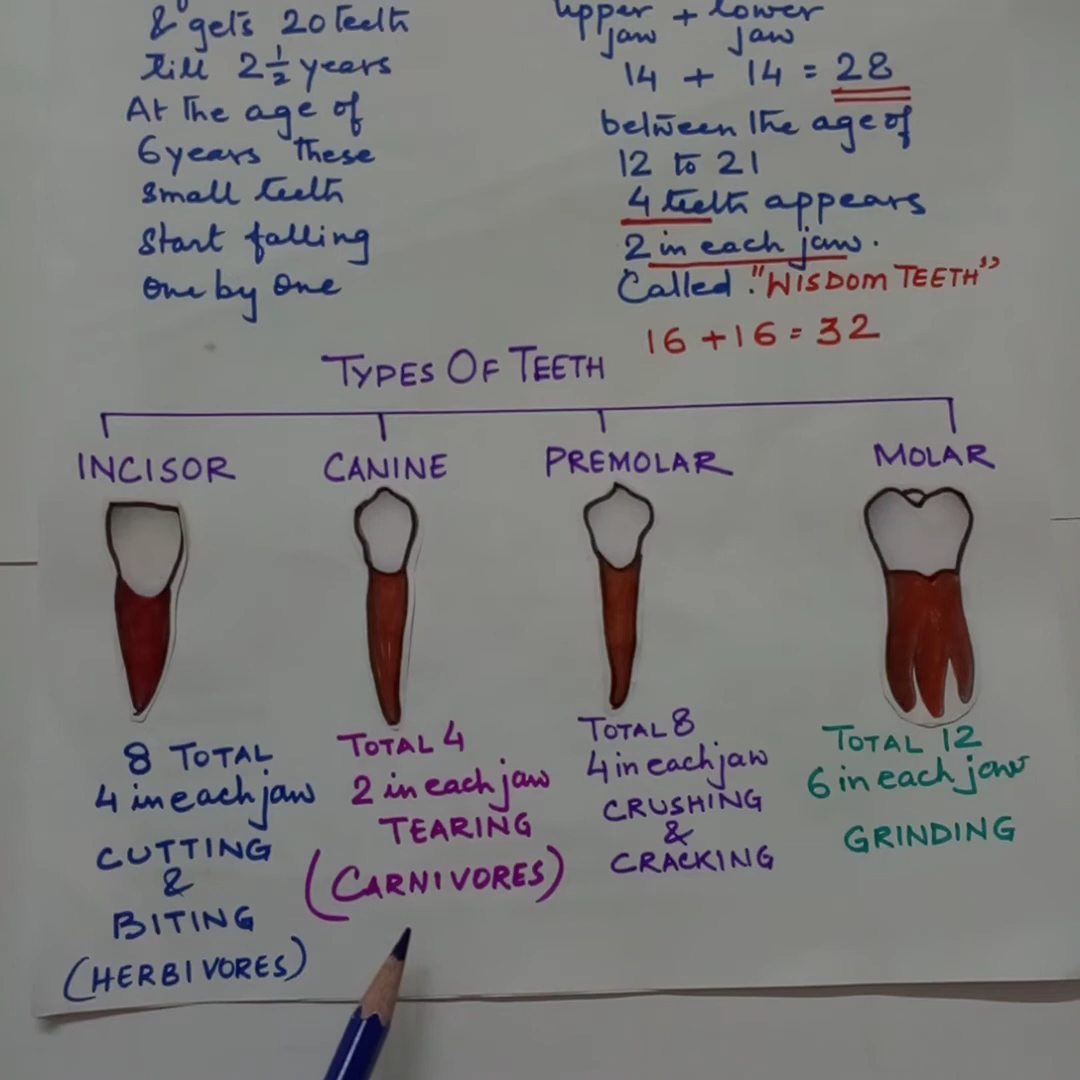 & gets 20 teeth
till 2 1/2 years
At the age of
6 years these
small teeth
start falling
one by one
upper + lower
jaw jaw
14 + 14 = 28
between the age of
12 to 21
4 teeth appears
2 in each jaw.
Called "WISDOM TEETH"
16 + 16 = 32
TYPES OF TEETH
INCISOR
8 TOTAL
4 in each jaw
CUTTING
&
BITING
(HERBIVORES)
CANINE
TOTAL 4
2 in each jaw
TEARING
(CARNIVORES)
PREMOLAR
TOTAL 8
4 in each jaw
CRUSHING
&
CRACKING
MOLAR
TOTAL 12
6 in each jaw
GRINDING